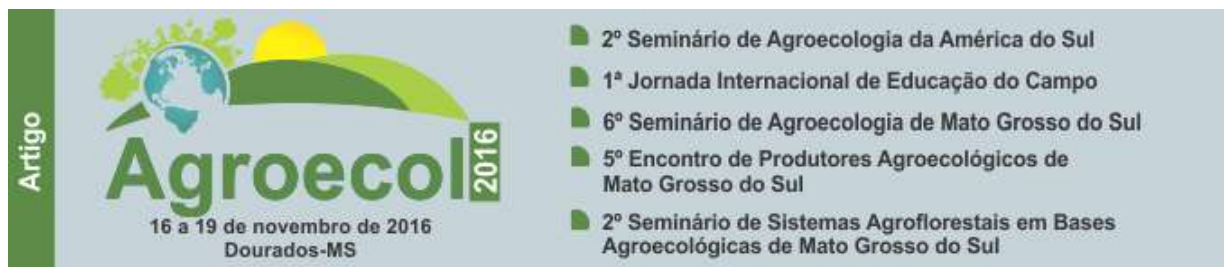 Artigo
Agroecol 2016
16 a 19 de novembro de 2016
Dourados-MS
2º Seminário de Agroecologia da América do Sul
1ª Jornada Internacional de Educação do Campo
6º Seminário de Agroecologia de Mato Grosso do Sul
5º Encontro de Produtores Agroecológicos de
Mato Grosso do Sul
2º Seminário de Sistemas Agroflorestais em Bases
Agroecológicas de Mato Grosso do Sul